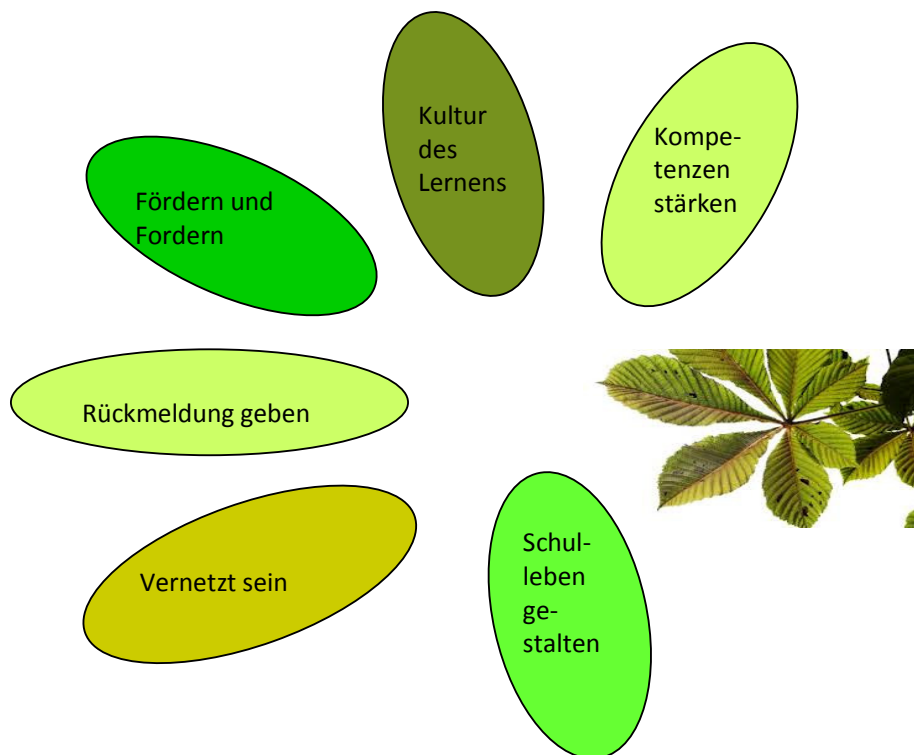 Kultur
des
Lernens
Kompe-
tenzen
stärken
Fördern und
Fordern
Rückmeldung geben
Vernetzt sein
Schul-
leben
ge-
stalten